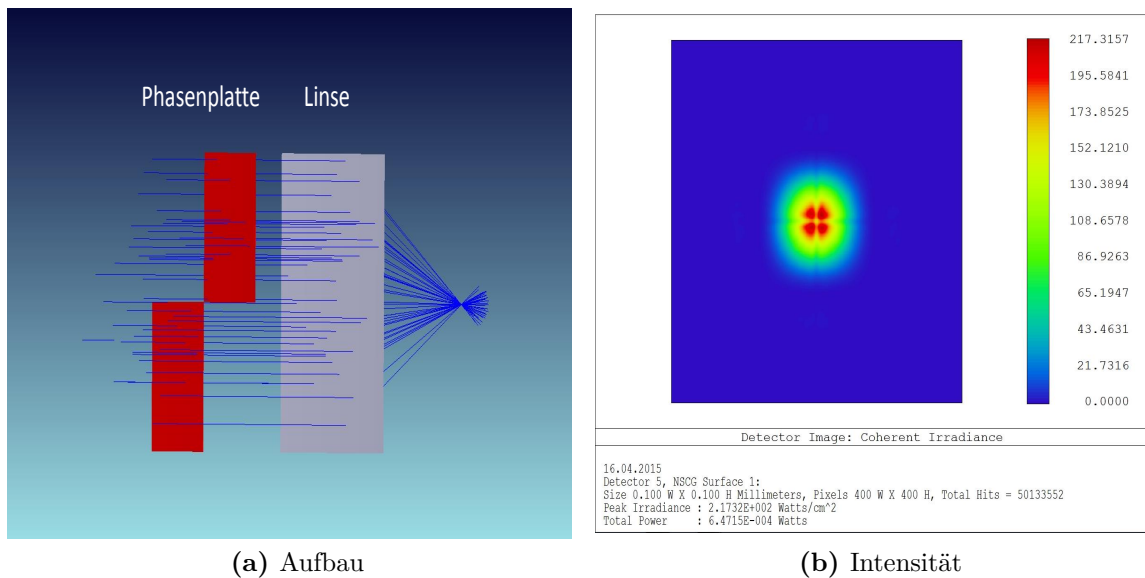 Phasenplatte Linse
217.3157
195.5841
173.8525
152.1210
130.3894
108.6578
86.9263
65.1947
43.4631
21.7316
0.0000
Detector Image: Coherent Irradiance
16.04.2015
Detector 5, NSCG Surface 1:
Size 0.100 W X 0.100 H Millimeters, Pixels 400 W X 400 H, Total Hits = 50133552
Peak Irradiance : 2.1732E+002 Watts/cm^2
Total Power     : 6.4715E-004 Watts
(a) Aufbau
(b) Intensität